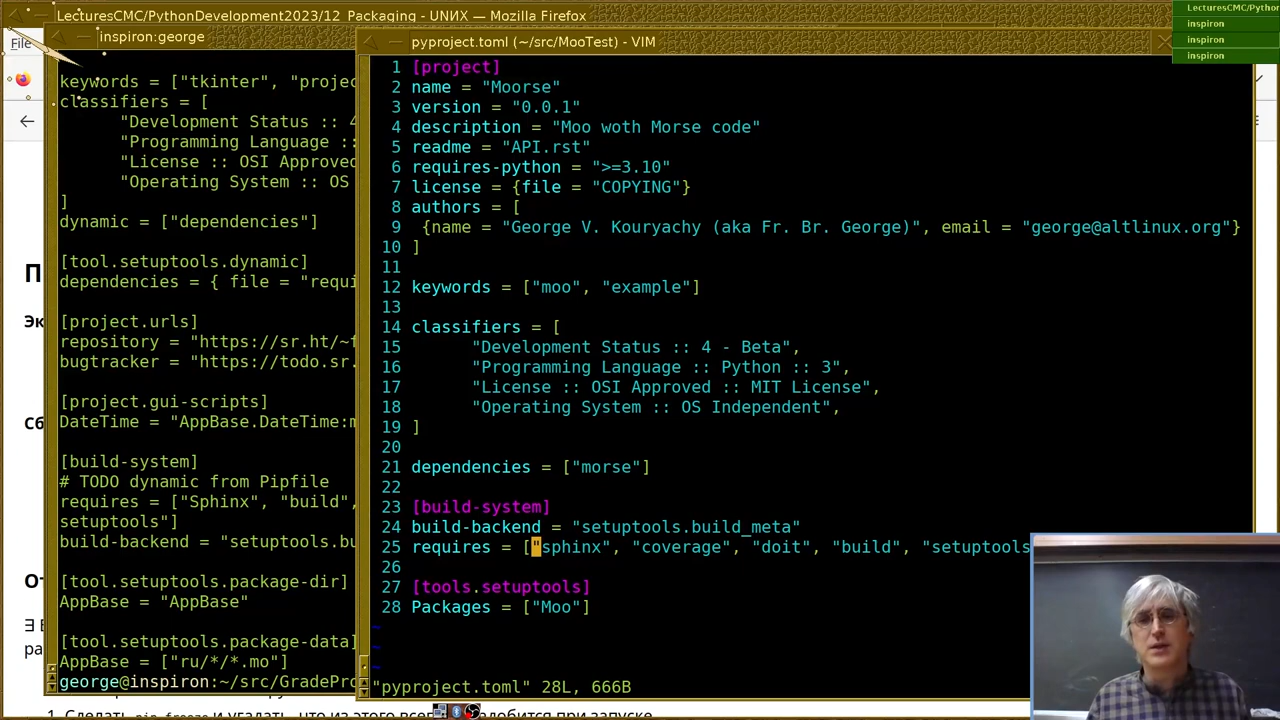 LecturesCMC/PythonDevelopment2023/12_Packaging - UNИX — Mozilla Firefox
LecturesCMC/Python
inspiron
inspiron
inspiron
File
inspiron:george
keywords = ["tkinter", "projec
classifiers = [
"Development Status :: 4
"Programming Language ::
"License :: OSI Approved
"Operating System :: OS
]
dynamic = ["dependencies"]
[tool.setuptools.dynamic]
dependencies = { file = "requi
[project.urls]
repository = "https://sr.ht/~f
bugtracker = "https://todo.sr.
[project.gui-scripts]
DateTime = "AppBase.DateTime:m
[build-system]
# TODO dynamic from Pipfile
requires = ["Sphinx", "build",
setuptools"]
build-backend = "setuptools.bu
[tool.setuptools.package-dir]
AppBase = "AppBase"
[tool.setuptools.package-data]
AppBase = ["ru/*/*.mo"]
george@inspiron:~/src/GradePro
pyproject.toml (~/src/MooTest) - VIM
1 [project]
2 name = "Moorse"
3 version = "0.0.1"
4 description = "Moo woth Morse code"
5 readme = "API.rst"
6 requires-python = ">=3.10"
7 license = {file = "COPYING"}
8 authors = [
9 {name = "George V. Kouryachy (aka Fr. Br. George)", email = "george@altlinux.org"}
10 ]
11
12 keywords = ["moo", "example"]
13
14 classifiers = [
15 "Development Status :: 4 - Beta",
16 "Programming Language :: Python :: 3",
17 "License :: OSI Approved :: MIT License",
18 "Operating System :: OS Independent",
19 ]
20
21 dependencies = ["morse"]
22
23 [build-system]
24 build-backend = "setuptools.build_meta"
25 requires = ["sphinx", "coverage", "doit", "build", "setuptools
26
27 [tools.setuptools]
28 Packages = ["Moo"]
~
~
~
"pyproject.toml" 28L, 666B